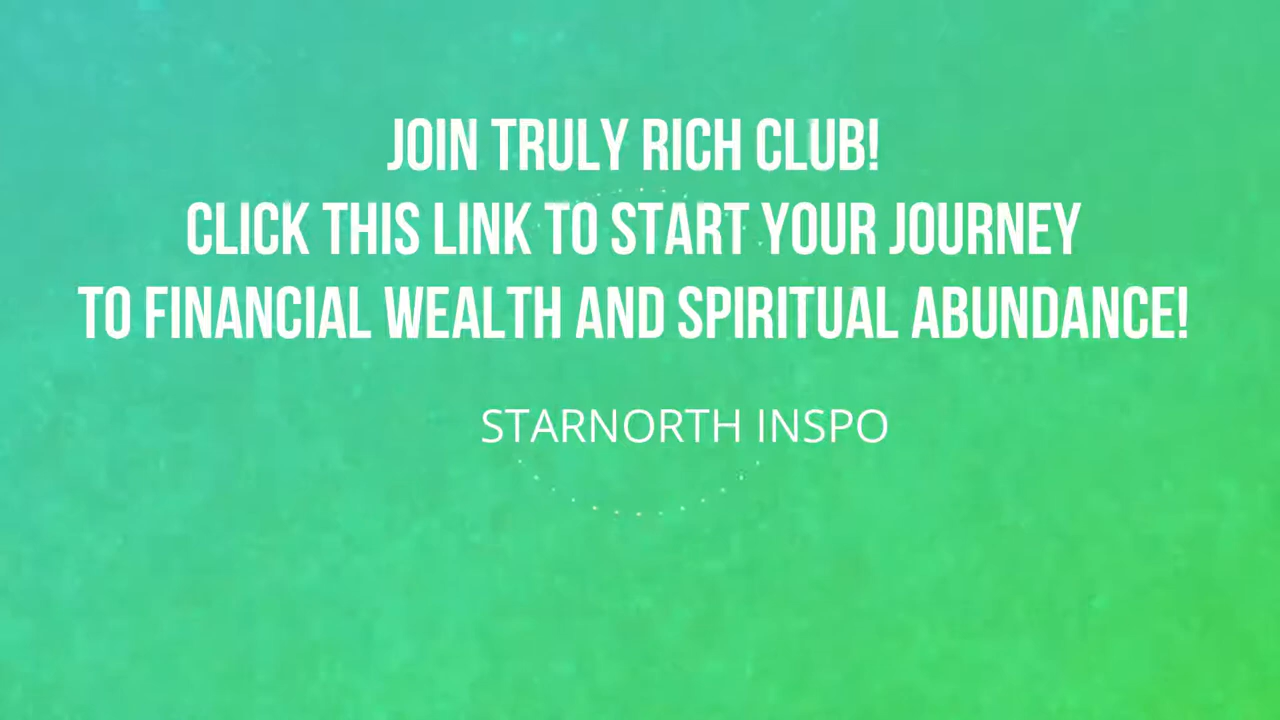 JOIN TRULY RICH CLUB!
CLICK THIS LINK TO START YOUR JOURNEY
TO FINANCIAL WEALTH AND SPIRITUAL ABUNDANCE!
STARNORTH INSPO